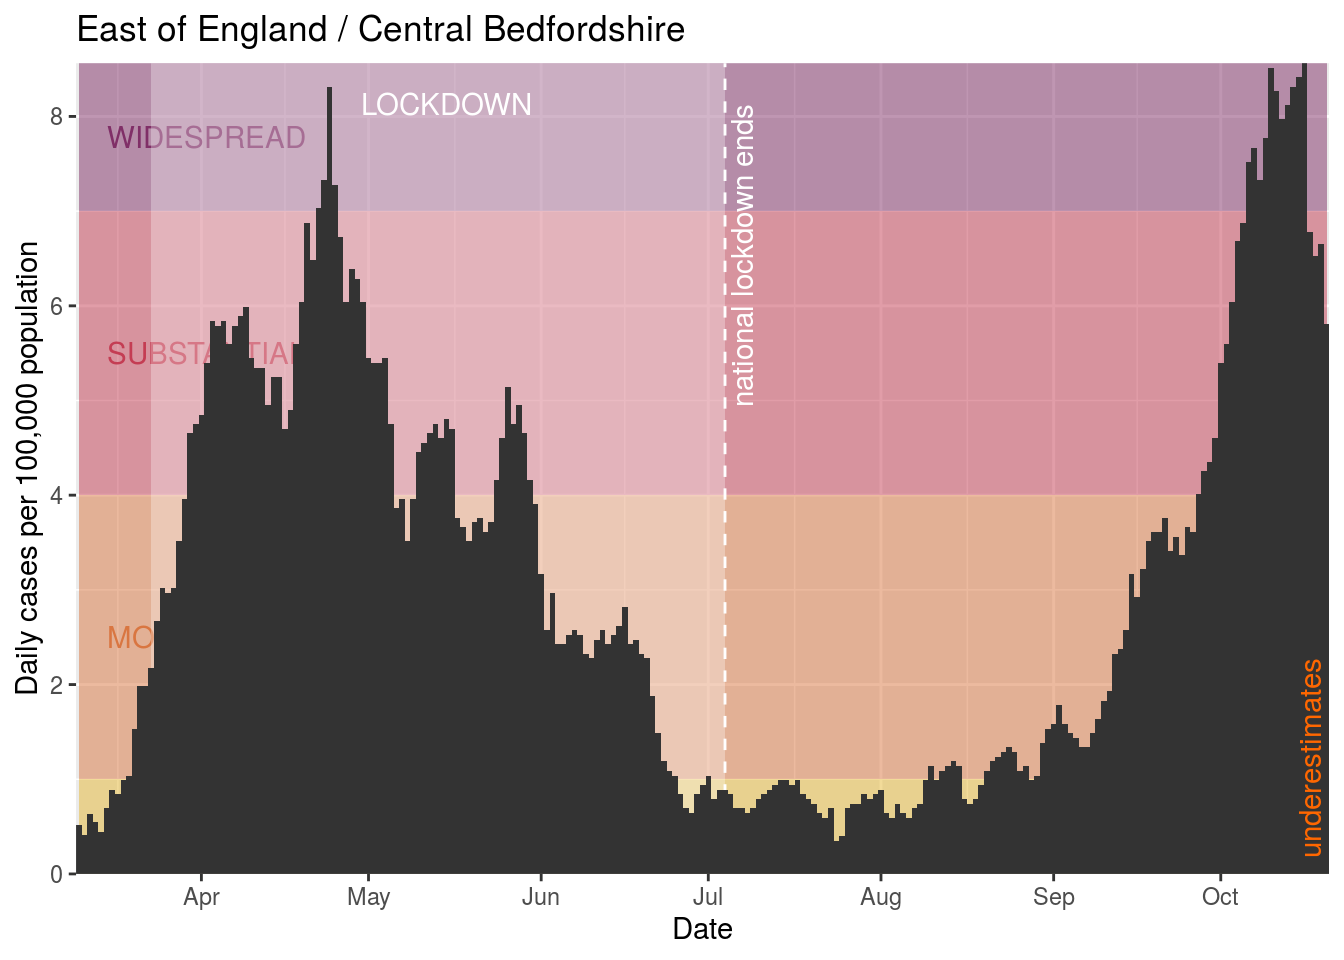 East of England / Central Bedfordshire
Daily cases per 100,000 population
8
6
4
2
0
LOCKDOWN
WIDESPREAD
national lockdown ends
MO
underestimates
Apr
May
Jun
Jul
Aug
Sep
Oct
Date